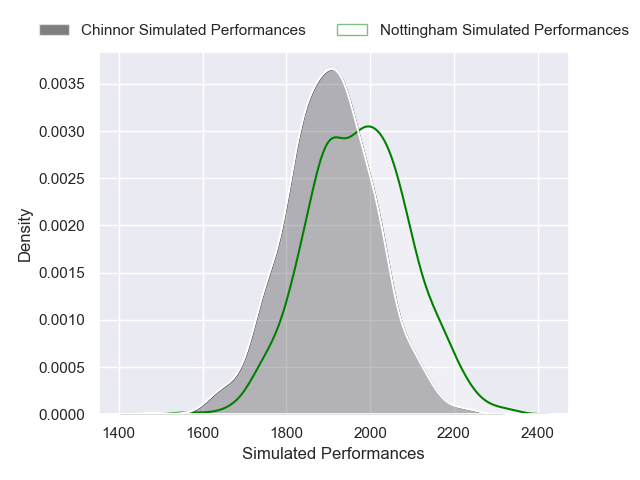 Chinnor Simulated Performances
Nottingham Simulated Performances
0.0035
0.0030
0.0025
0.0020
0.0015
0.0010
0.0005
0.0000
Density
1400 1600 1800 2000 2200 2400
Simulated Performances